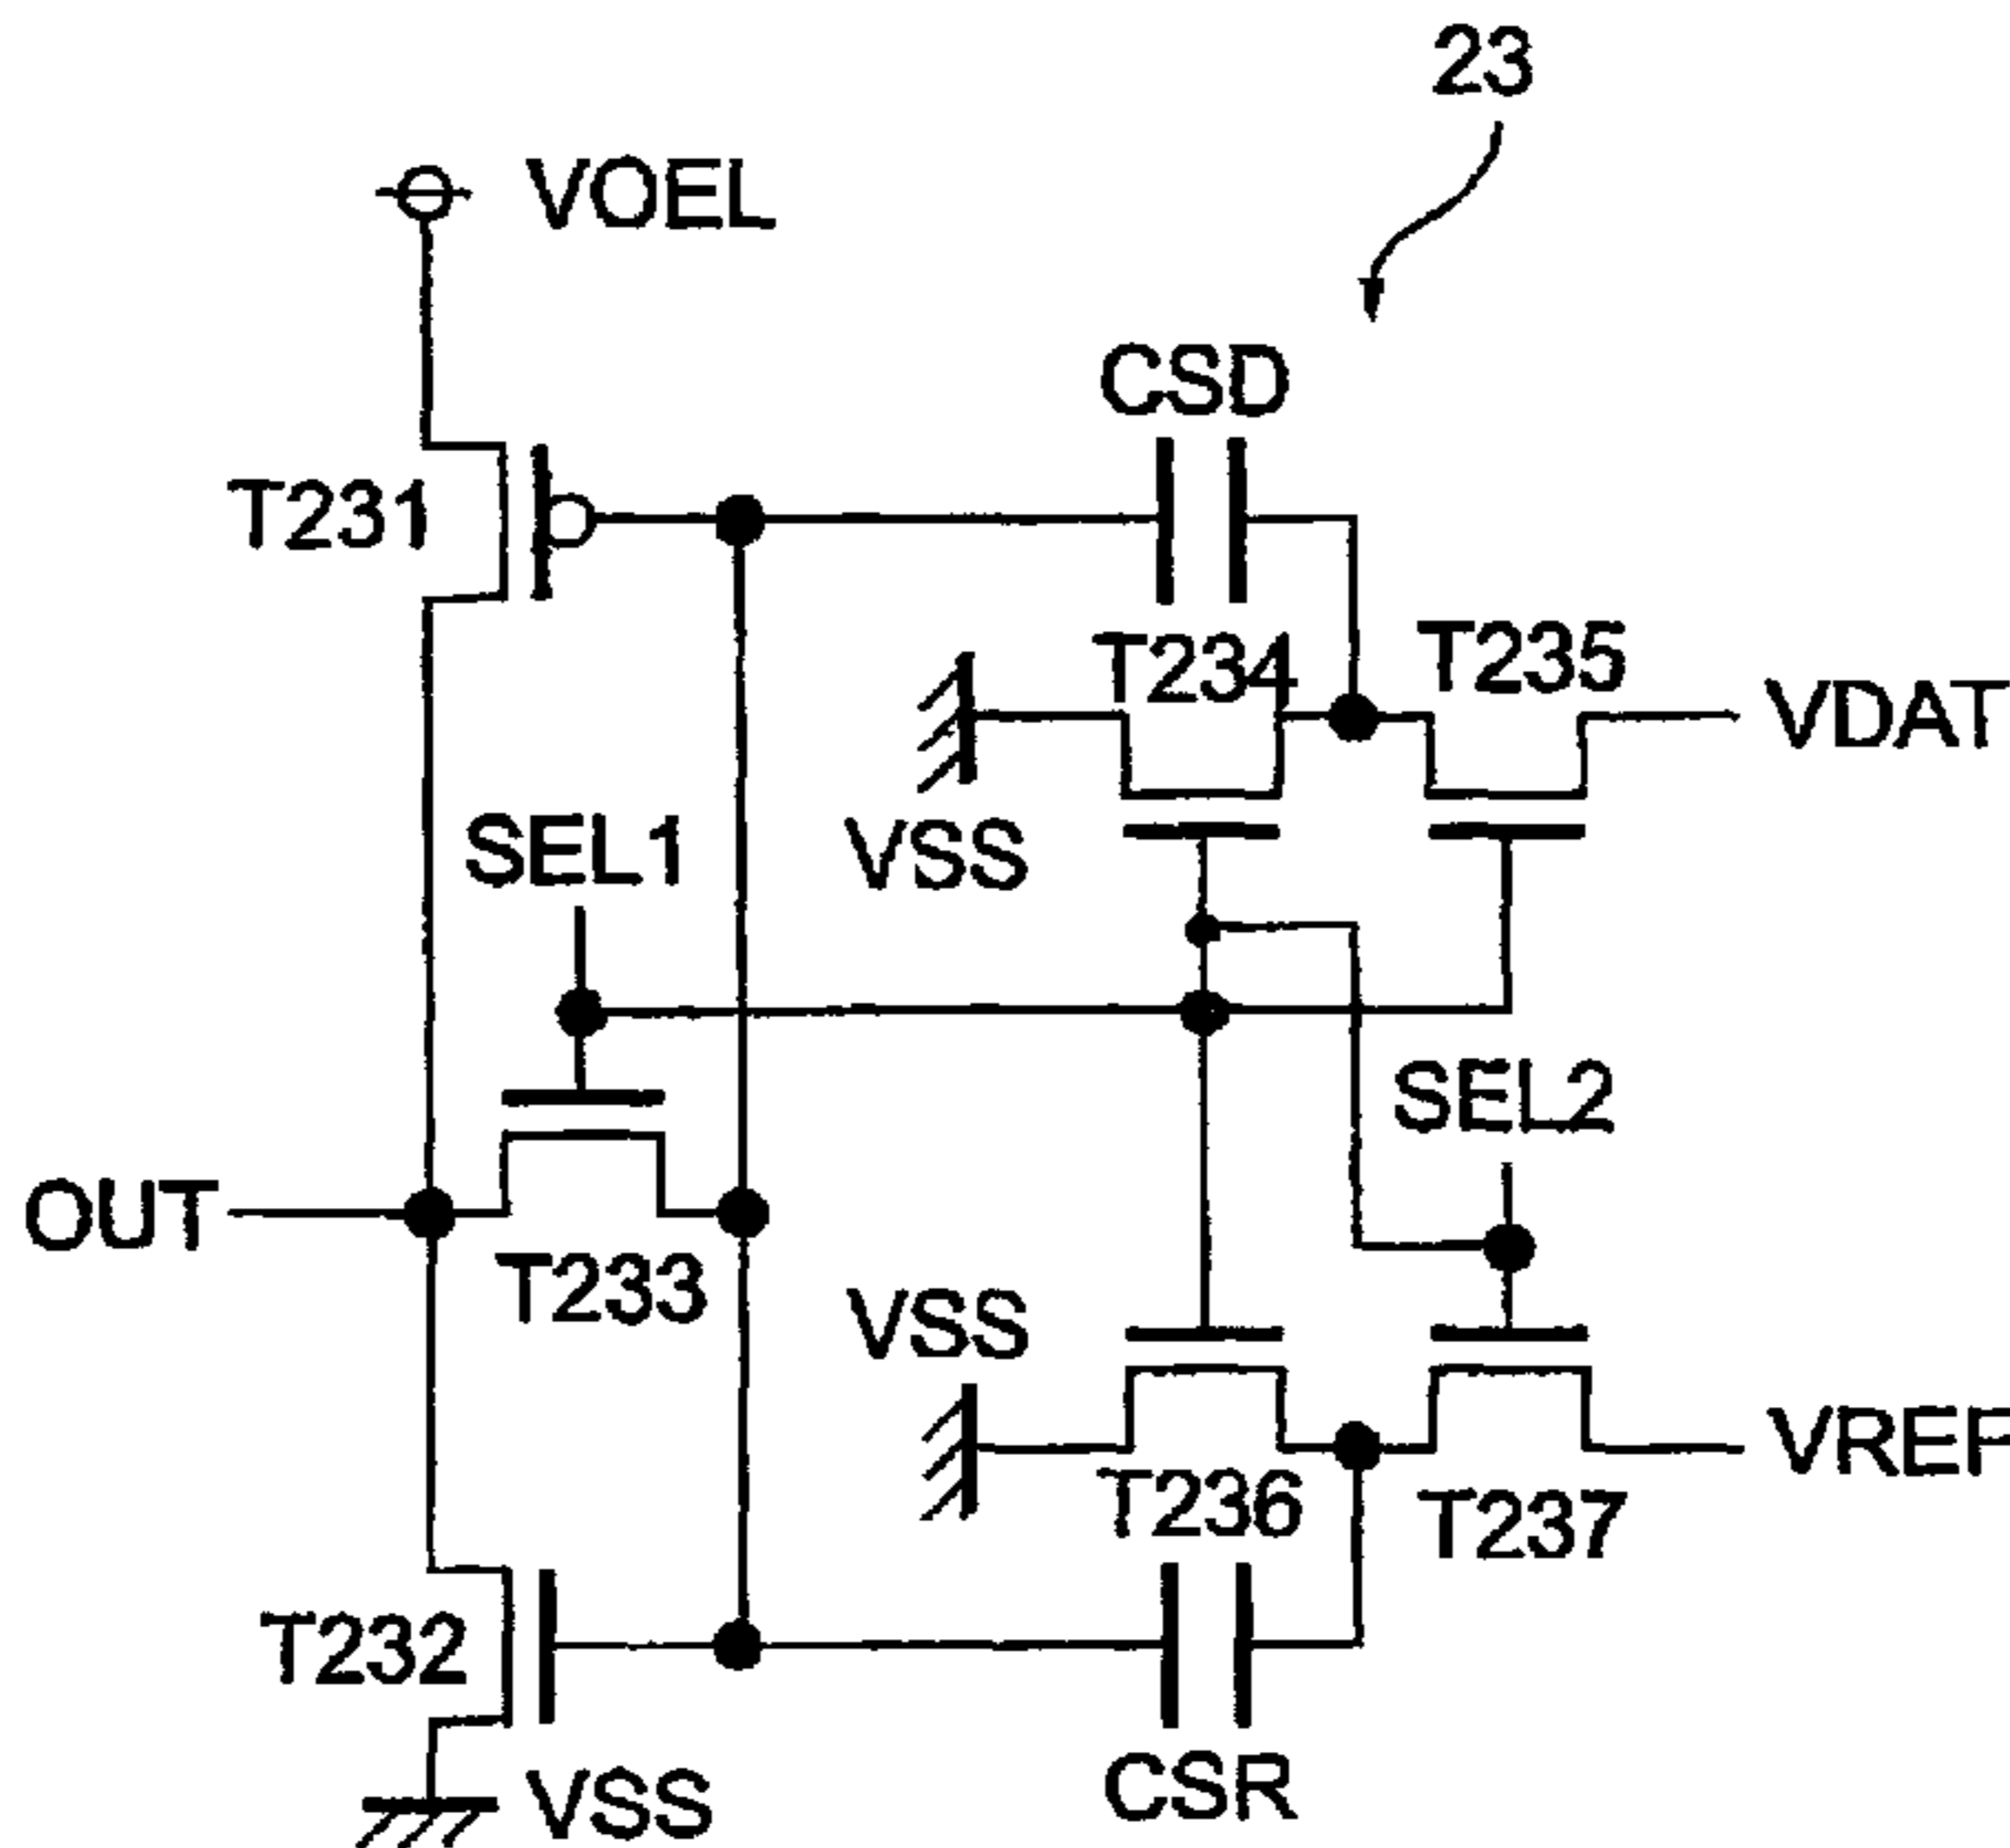 23
VOEL
CSD
T231
T234
T235
VDAT
SEL1
VSS
SEL2
OUT
T233
VSS
VREF
T236
T237
T232
VSS
CSR